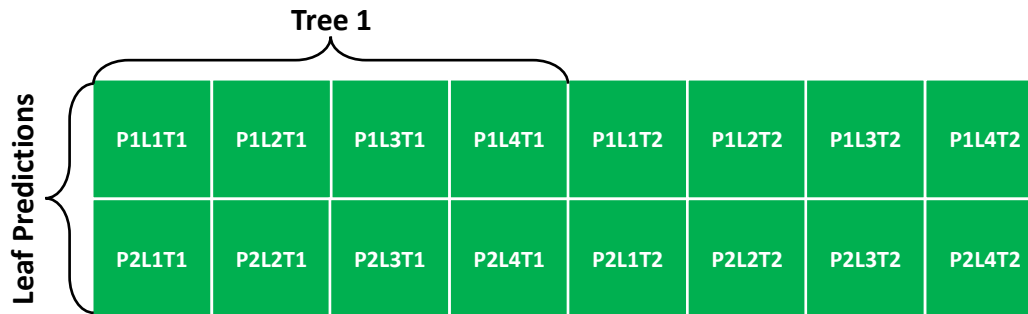 Tree 1
Leaf Predictions
P1L1T1 P1L2T1 P1L3T1 P1L4T1 P1L1T2 P1L2T2 P1L3T2 P1L4T2
P2L1T1 P2L2T1 P2L3T1 P2L4T1 P2L1T2 P2L2T2 P2L3T2 P2L4T2